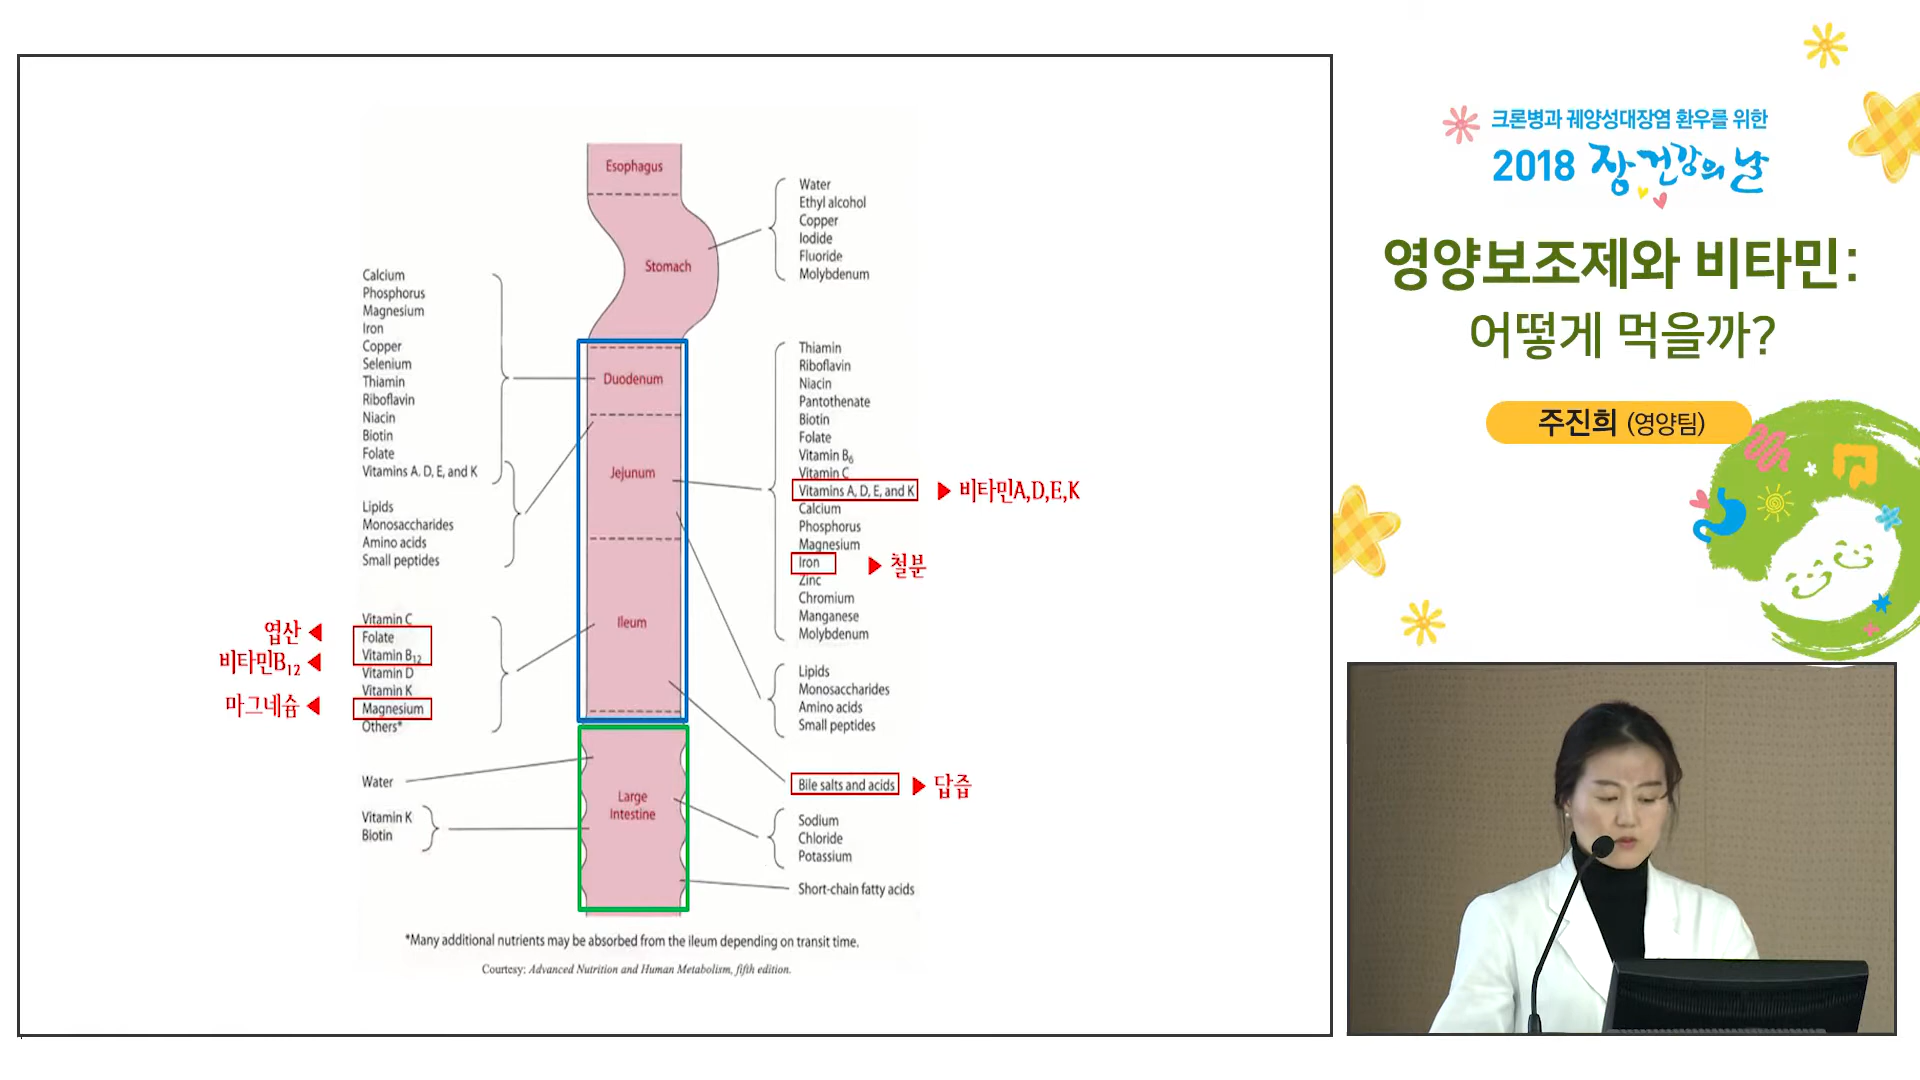 Esophagus
Stomach
Water
Ethyl alcohol
Copper
Iodide
Fluoride
Molybdenum
Calcium
Phosphorus
Magnesium
Iron
Copper
Selenium
Thiamin
Riboflavin
Niacin
Biotin
Folate
Vitamins A, D, E, and K
Lipids
Monosaccharides
Amino acids
Small peptides
Duodenum
Jejunum
Ileum
Thiamin
Riboflavin
Niacin
Pantothenate
Biotin
Folate
Vitamin B6
Vitamin C
Vitamins A, D, E, and K ▶ 비타민A,D,E,K
Calcium
Phosphorus
Magnesium
Iron ▶ 철분
Zinc
Chromium
Manganese
Molybdenum
Vitamin C
엽산 ◀ Folate
비타민B12 ◀ Vitamin B12
Vitamin D
Vitamin K
마그네슘 ◀ Magnesium
Others*
Lipids
Monosaccharides
Amino acids
Small peptides
Water
Bile salts and acids ▶ 답즙
Vitamin K
Biotin
Large
Intestine
Sodium
Chloride
Potassium
Short-chain fatty acids
*Many additional nutrients may be absorbed from the ileum depending on transit time.
Courtesy: Advanced Nutrition and Human Metabolism, fifth edition.
크론병과 궤양성대장염 환우를 위한
2018 장건강의 날
영양보조제와 비타민:
어떻게 먹을까?
주진희 (영양팀)